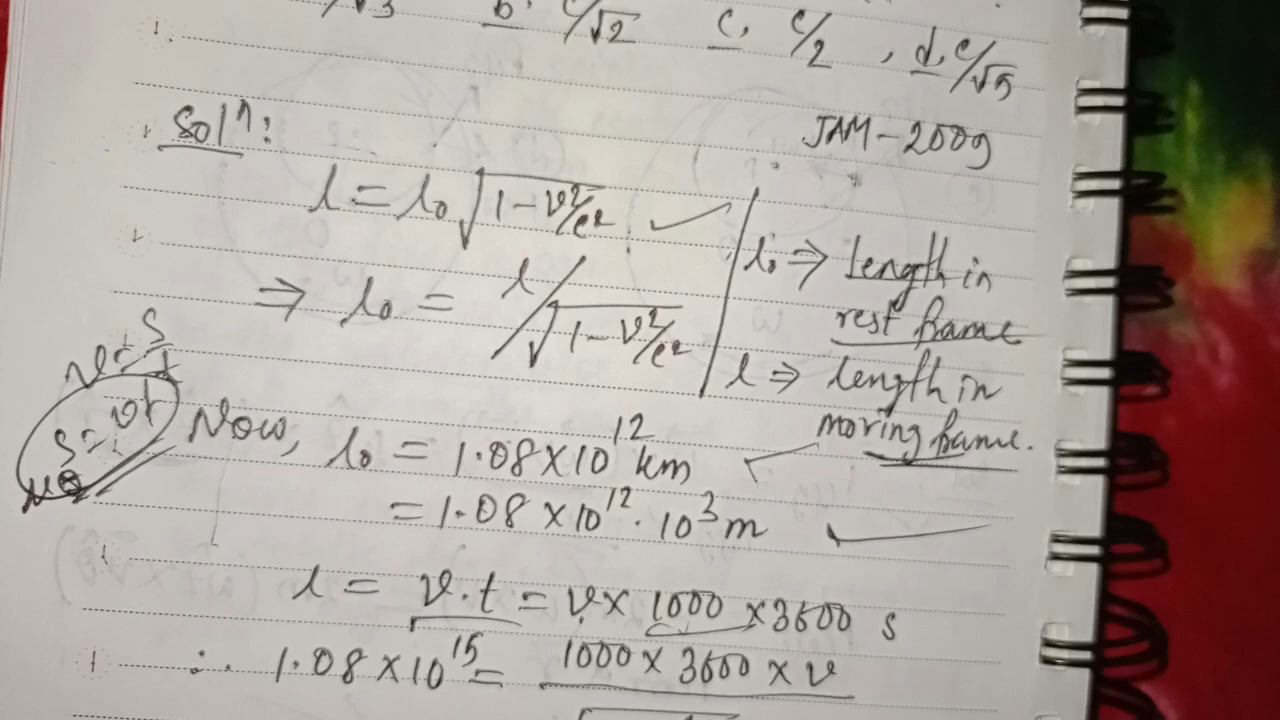 /√3 b. c/√2 c. c/2 , d. c/√5
JAM-2009
Solⁿ:
l = l₀ √(1-v²/c²)
l₀ ⇒ length in
rest frame
⇒ l₀ = l/√(1-v²/c²)
l ⇒ length in
moving frame.
v = s/t
s = vt
Now, l₀ = 1.08×10¹² km
= 1.08 ×10¹².10³ m
l = v.t = v× 1000 ×3600 s
∴ 1.08×10¹⁵ = 1000 × 3600 × v